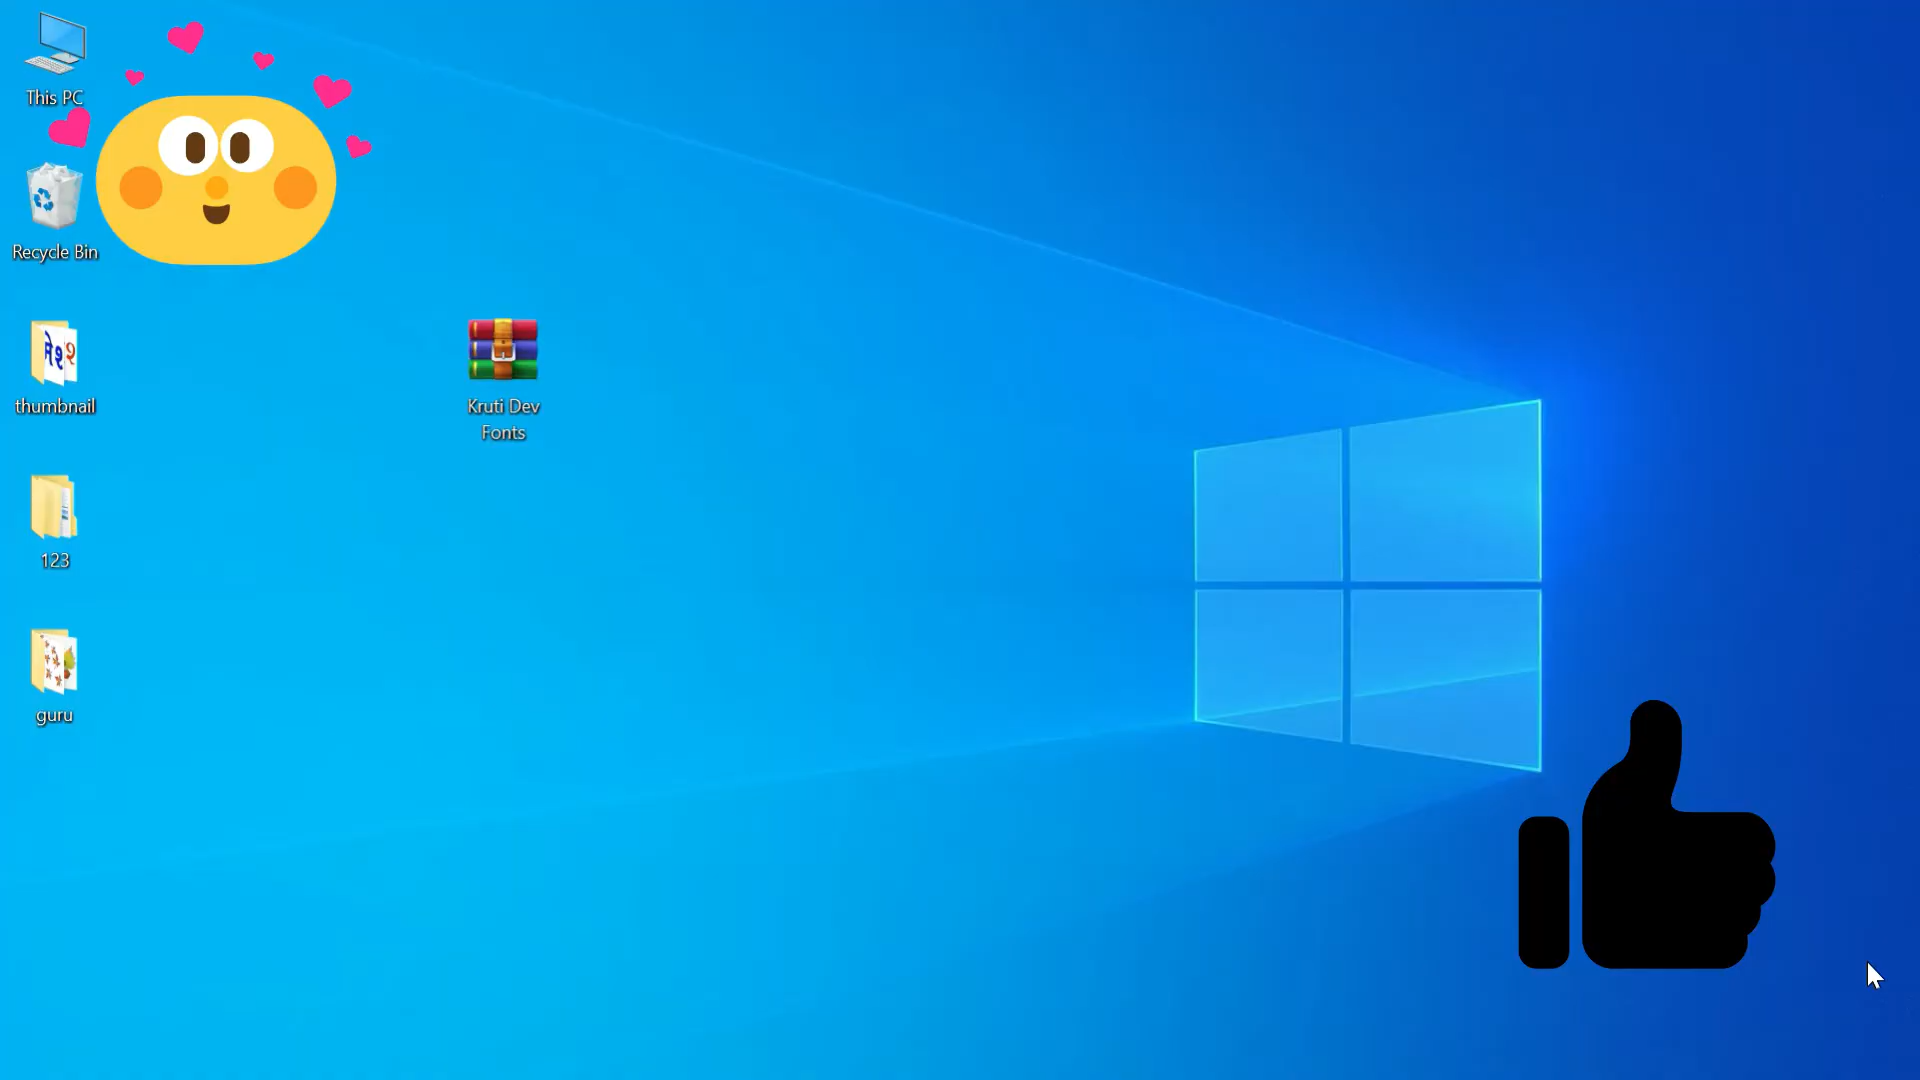 This PC
Recycle Bin
thumbnail
123
guru
Kruti Dev
Fonts